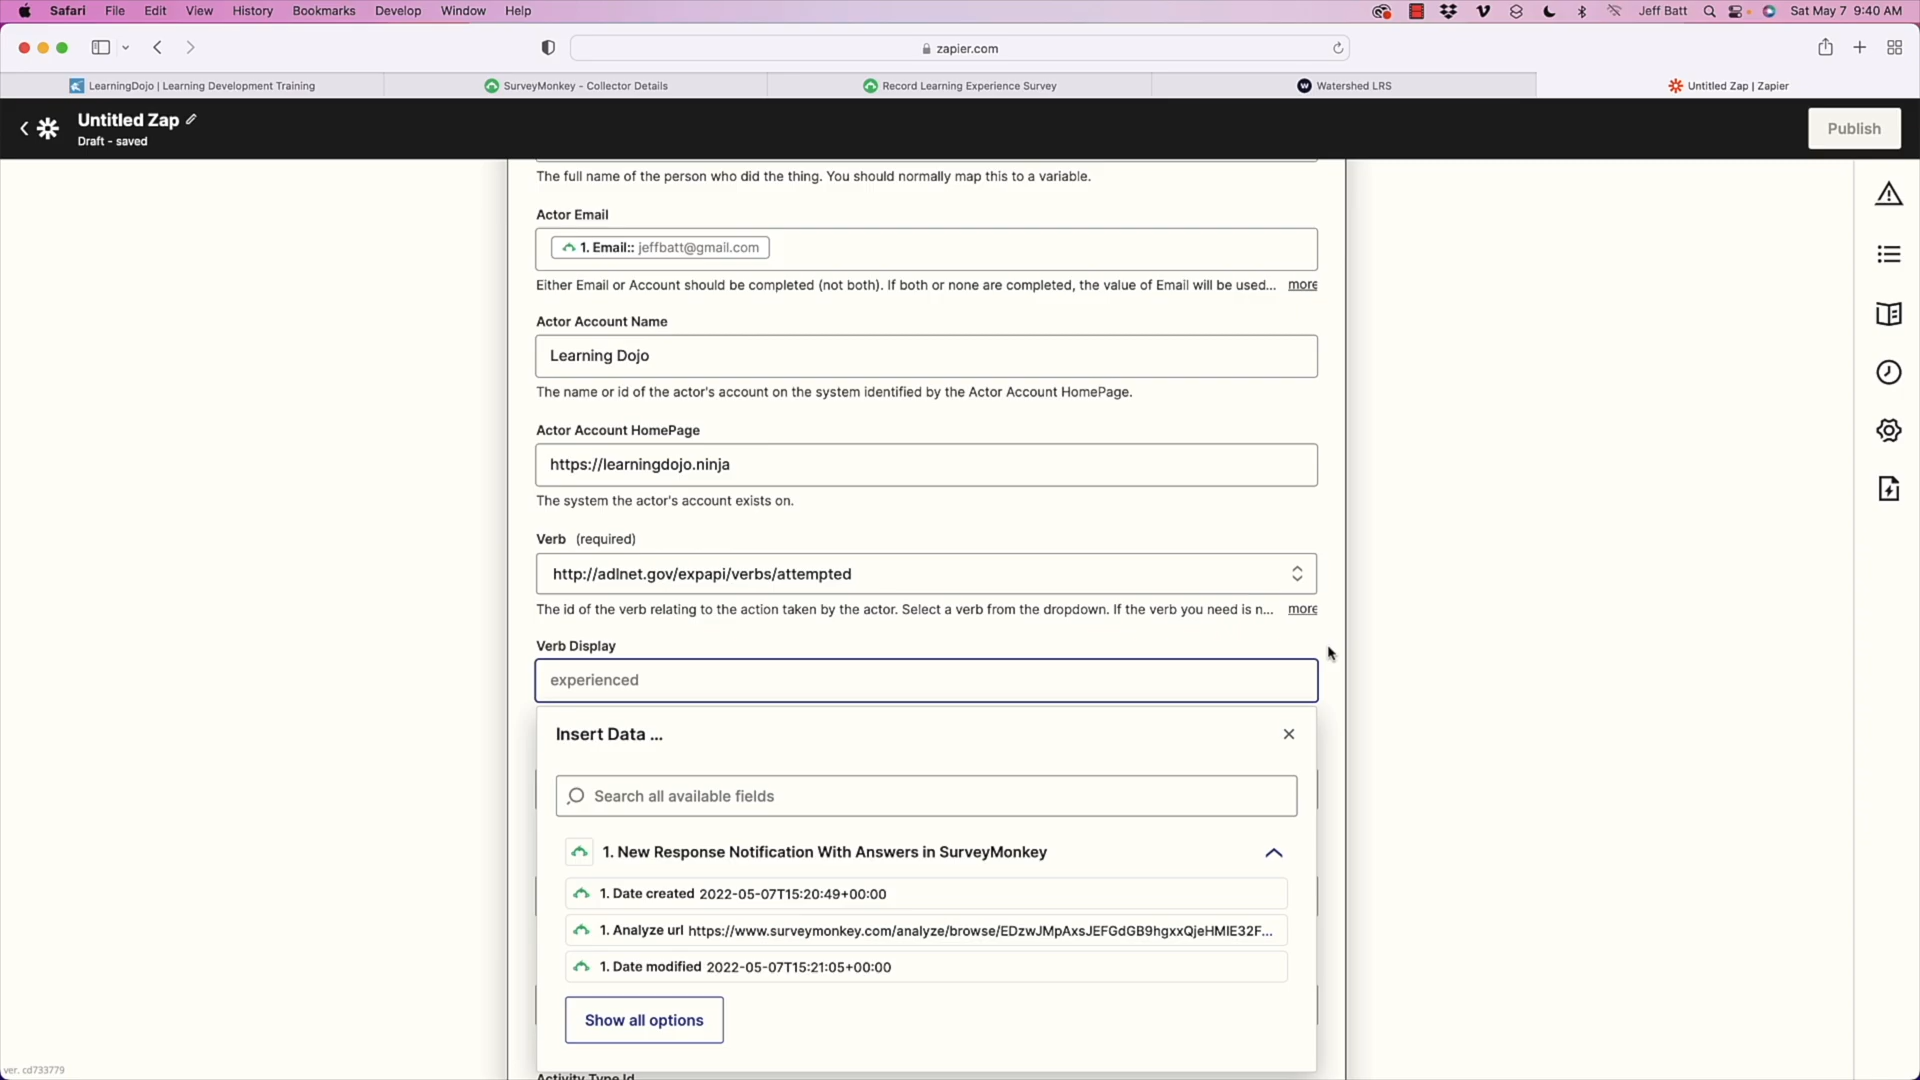 Safari File Edit View History Bookmarks Develop Window Help Jeff Batt Sat May 7 9:40 AM
zapier.com
LearningDojo | Learning Development Training SurveyMonkey - Collector Details Record Learning Experience Survey Watershed LRS Untitled Zap | Zapier
Untitled Zap
Draft - saved
Publish
The full name of the person who did the thing. You should normally map this to a variable.
Actor Email
1. Email:: jeffbatt@gmail.com
Either Email or Account should be completed (not both). If both or none are completed, the value of Email will be used... more
Actor Account Name
Learning Dojo
The name or id of the actor's account on the system identified by the Actor Account HomePage.
Actor Account HomePage
https://learningdojo.ninja
The system the actor's account exists on.
Verb (required)
http://adlnet.gov/expapi/verbs/attempted
The id of the verb relating to the action taken by the actor. Select a verb from the dropdown. If the verb you need is n... more
Verb Display
experienced
Insert Data ...
Search all available fields
1. New Response Notification With Answers in SurveyMonkey
1. Date created 2022-05-07T15:20:49+00:00
1. Analyze url https://www.surveymonkey.com/analyze/browse/EDzwJMpAxsJEFGdGB9hgxxQjeHMIE32F...
1. Date modified 2022-05-07T15:21:05+00:00
Show all options
Activity Type Id
ver. cd733779